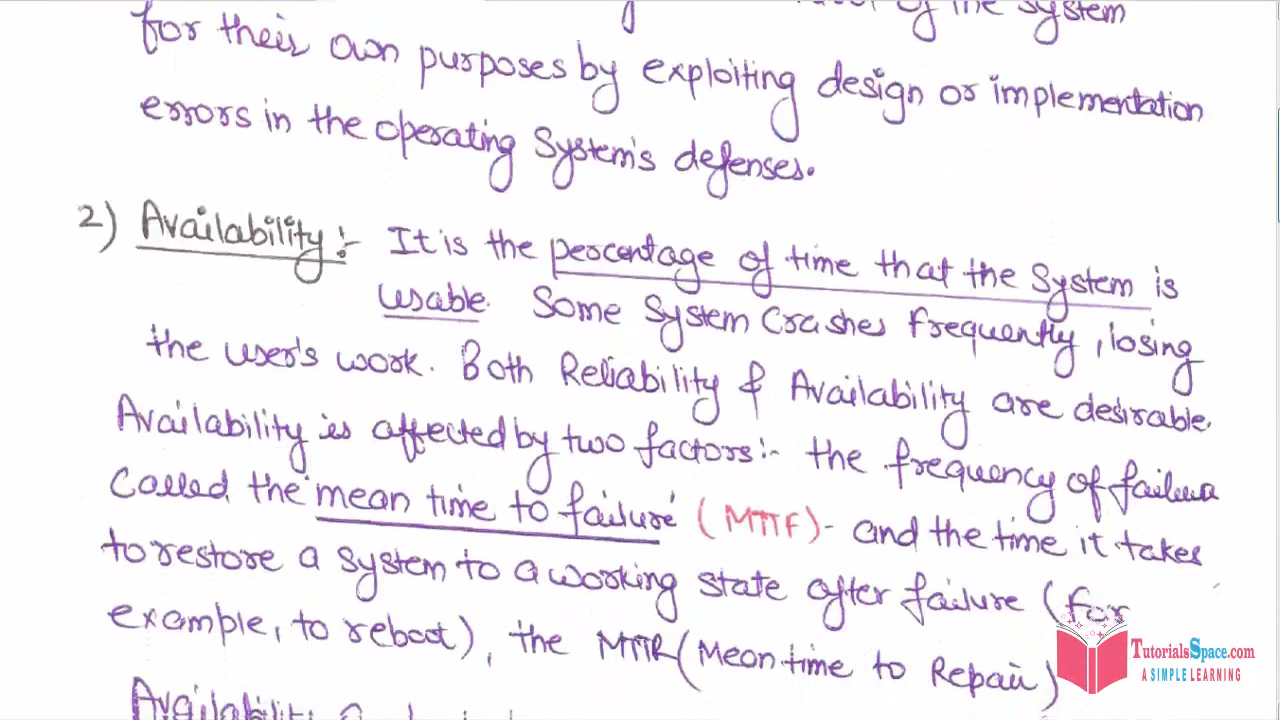 of the system
for their own purposes by exploiting design or implementation
errors in the operating System's defenses.
2) Availability:- It is the percentage of time that the System is
usable. Some System Crashes frequently, losing
the user's work. Both Reliability & Availability are desirable.
Availability is affected by two factors:- the frequency of failure
Called the 'mean time to failure' (MTTF)- and the time it takes
to restore a system to a working state after failure (for
example, to reboot), the MTTR (Mean time to Repair)
TutorialsSpace.com
A SIMPLE LEARNING
Availability